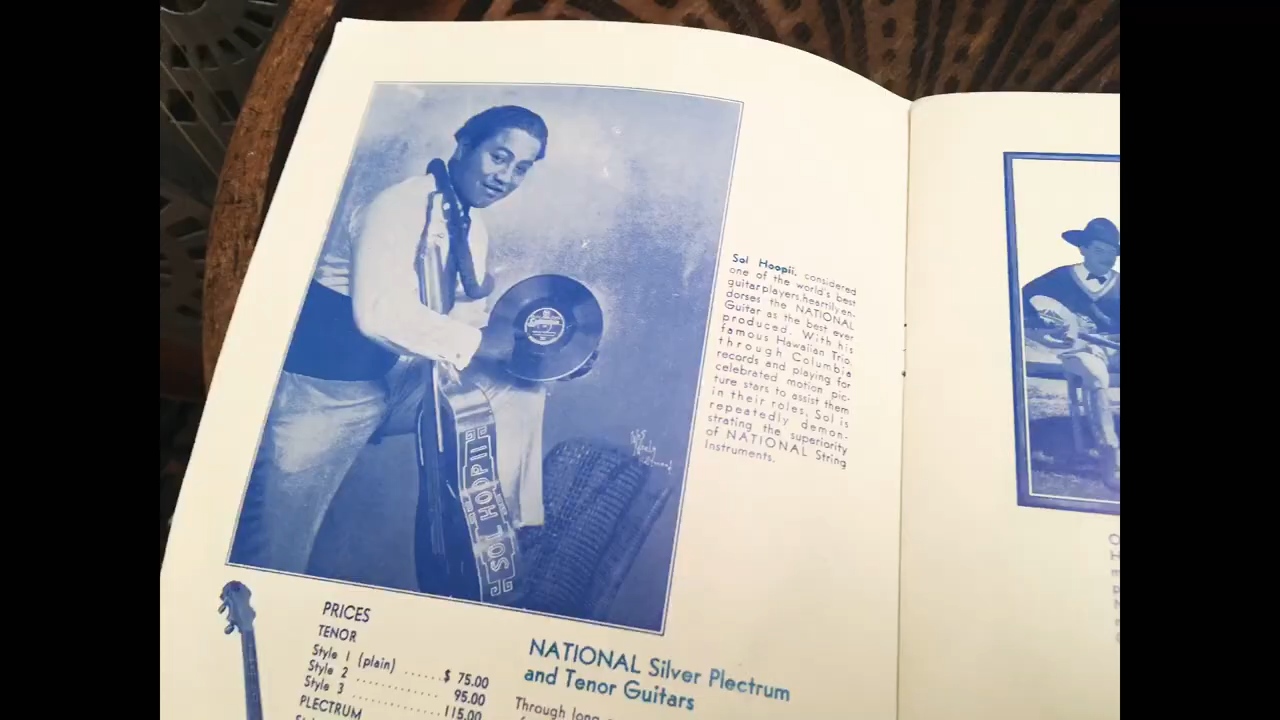 Sol Hoopii, considered
one of the world's best
guitar players, heartily en-
dorses the NATIONAL
Guitar as the best ever
produced. With his
famous Hawaiian Trio,
through Columbia
records and playing for
celebrated motion pic-
ture stars to assist them
in their roles, Sol is
repeatedly demon-
strating the superiority
of NATIONAL String
Instruments.
SOL HOOPII
PRICES
TENOR
Style 1 (plain) ...... $ 75.00
Style 2 ............... 95.00
Style 3 ............... 115.00
PLECTRUM
NATIONAL Silver Plectrum
and Tenor Guitars
Through long